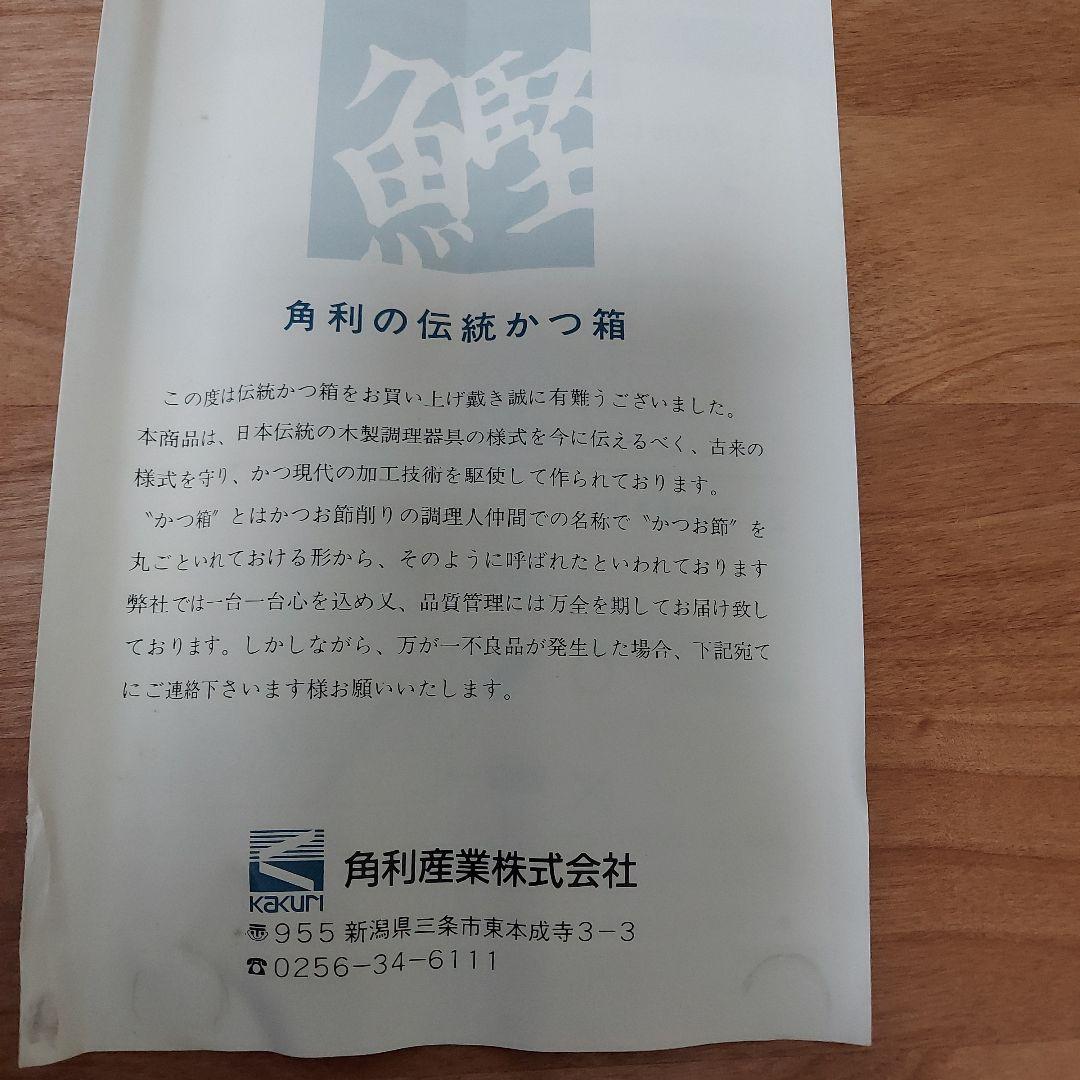 鰹
角利の伝統かつ箱
この度は伝統かつ箱をお買い上げ戴き誠に有難うございました。
本商品は、日本伝統の木製調理器具の様式を今に伝えるべく、古来の
様式を守り、かつ現代の加工技術を駆使して作られております。
〝かつ箱〞とはかつお節削りの調理人仲間での名称で〝かつお節〞を
丸ごといれておける形から、そのように呼ばれたといわれております
弊社では一台一台心を込め又、品質管理には万全を期してお届け致し
ております。しかしながら、万が一不良品が発生した場合、下記宛て
にご連絡下さいます様お願いいたします。
KAKURI
角利産業株式会社
〠955 新潟県三条市東本成寺3−3
☎0256−34−6111